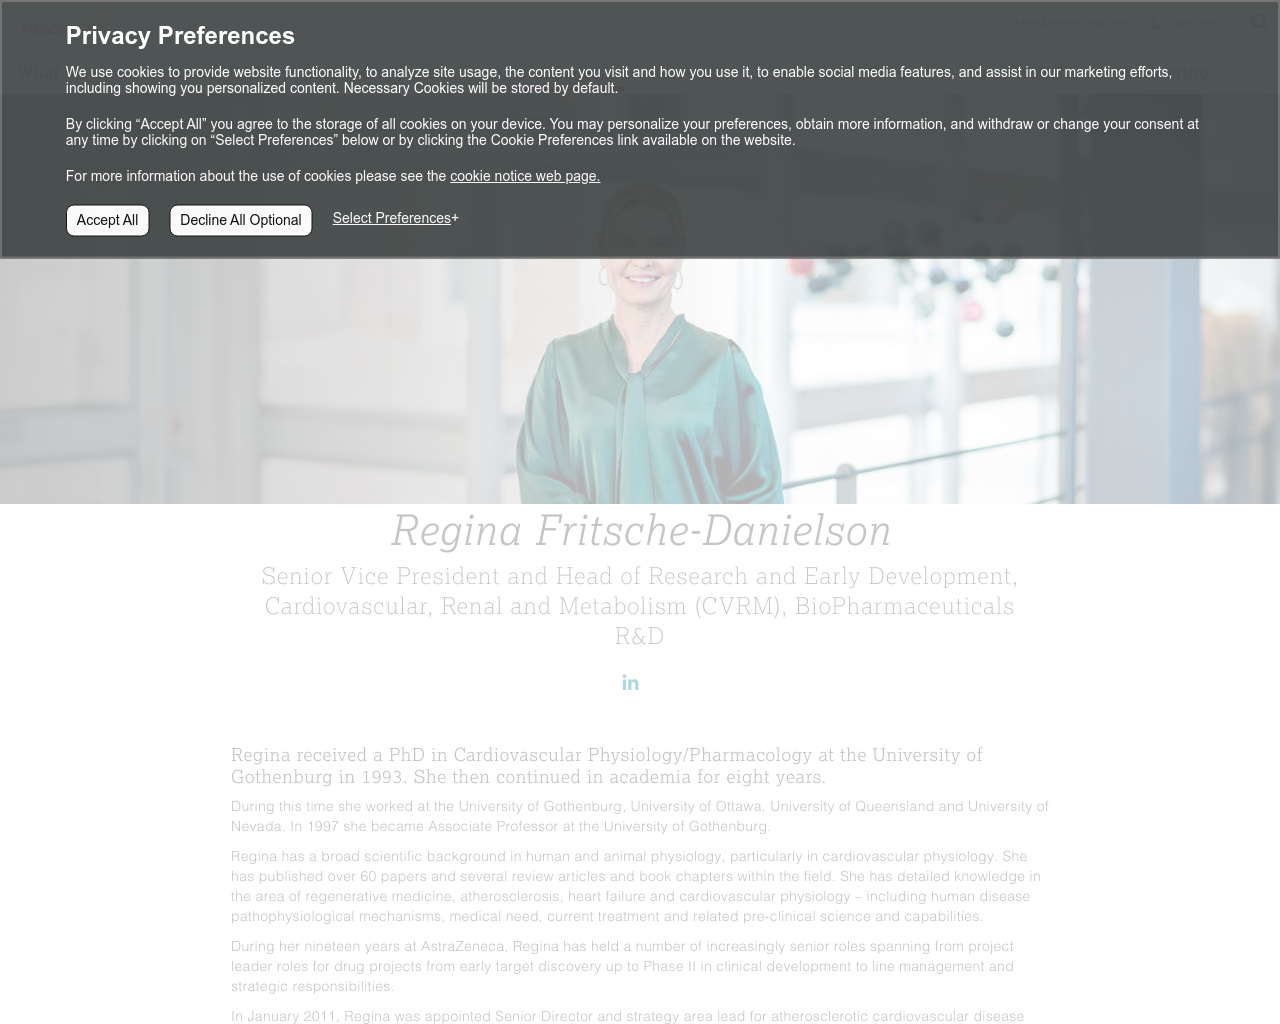 Privacy Preferences
We use cookies to provide website functionality, to analyze site usage, the content you visit and how you use it, to enable social media features, and assist in our marketing efforts,
including showing you personalized content. Necessary Cookies will be stored by default.
By clicking “Accept All” you agree to the storage of all cookies on your device. You may personalize your preferences, obtain more information, and withdraw or change your consent at
any time by clicking on “Select Preferences” below or by clicking the Cookie Preferences link available on the website.
For more information about the use of cookies please see the cookie notice web page.
Accept All Decline All Optional Select Preferences+
Regina Fritsche-Danielson
Senior Vice President and Head of Research and Early Development,
Cardiovascular, Renal and Metabolism (CVRM), BioPharmaceuticals
R&D
in
Regina received a PhD in Cardiovascular Physiology/Pharmacology at the University of
Gothenburg in 1993. She then continued in academia for eight years.
During this time she worked at the University of Gothenburg, University of Ottawa, University of Queensland and University of
Nevada. In 1997 she became Associate Professor at the University of Gothenburg.
Regina has a broad scientific background in human and animal physiology, particularly in cardiovascular physiology. She
has published over 60 papers and several review articles and book chapters within the field. She has detailed knowledge in
the area of regenerative medicine, atherosclerosis, heart failure and cardiovascular physiology – including human disease
pathophysiological mechanisms, medical need, current treatment and related pre-clinical science and capabilities.
During her nineteen years at AstraZeneca, Regina has held a number of increasingly senior roles spanning from project
leader roles for drug projects from early target discovery up to Phase II in clinical development to line management and
strategic responsibilities.
In January 2011, Regina was appointed Senior Director and strategy area lead for atherosclerotic cardiovascular disease